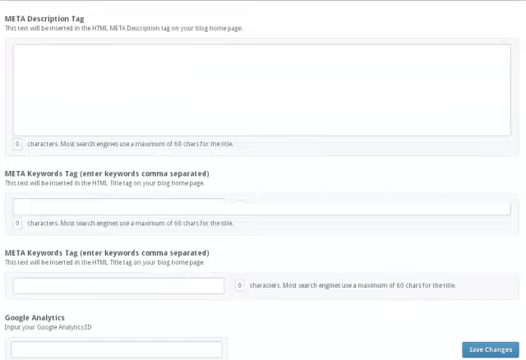 META Description Tag
This text will be inserted in the HTML META Description tag on your blog home page.
0 characters. Most search engines use a maximum of 60 chars for the title.
META Keywords Tag (enter keywords comma separated)
This text will be inserted in the HTML Title tag on your blog home page.
0 characters. Most search engines use a maximum of 60 chars for the title.
META Keywords Tag (enter keywords comma separated)
This text will be inserted in the HTML Title tag on your blog home page.
0 characters. Most search engines use a maximum of 60 chars for the title.
Google Analytics
Input your Google Analytics ID
Save Changes